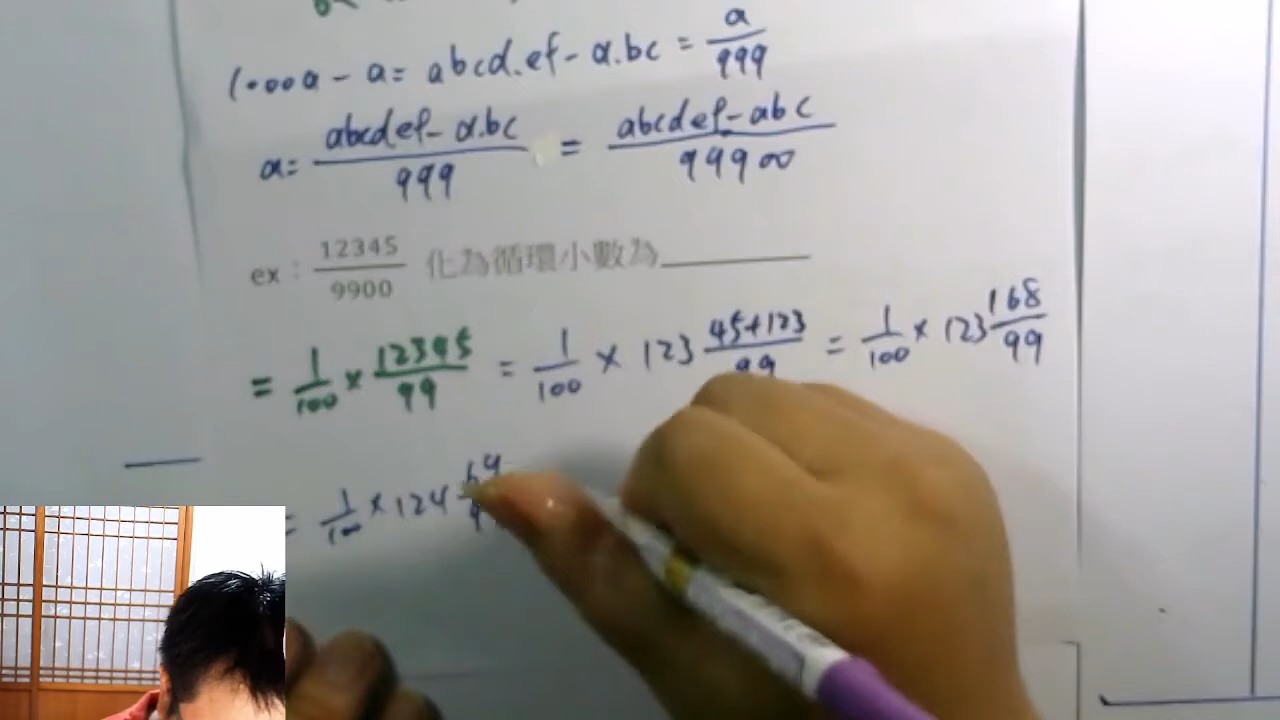 1000a - a = abcd.ef - a.bc = a/999
a = abcdef - a.bc/999 = abcdef - abc/99900
ex：12345/9900 化為循環小數為
= 1/100 × 12345/99 = 1/100 × 123 45+123/99 = 1/100 × 123 168/99
= 1/100 × 124 69